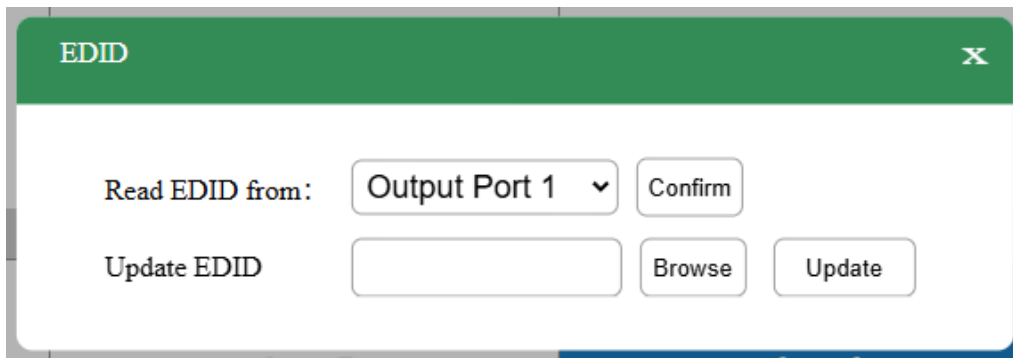 EDID x
Read EDID from: Output Port 1 Confirm
Update EDID Browse Update